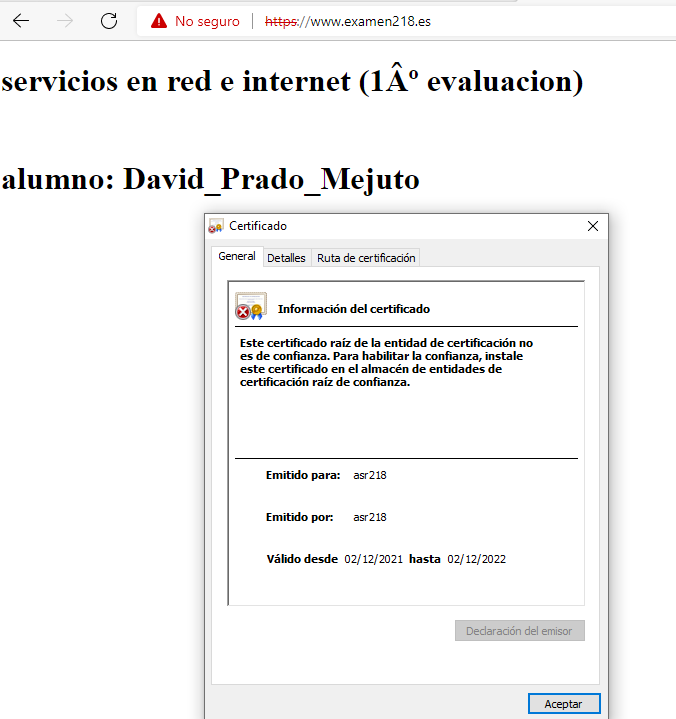 No seguro | https://www.examen218.es
servicios en red e internet (1Âº evaluacion)
alumno: David_Prado_Mejuto
Certificado
General Detalles Ruta de certificación
Información del certificado
Este certificado raíz de la entidad de certificación no
es de confianza. Para habilitar la confianza, instale
este certificado en el almacén de entidades de
certificación raíz de confianza.
Emitido para: asr218
Emitido por: asr218
Válido desde 02/12/2021 hasta 02/12/2022
Declaración del emisor
Aceptar